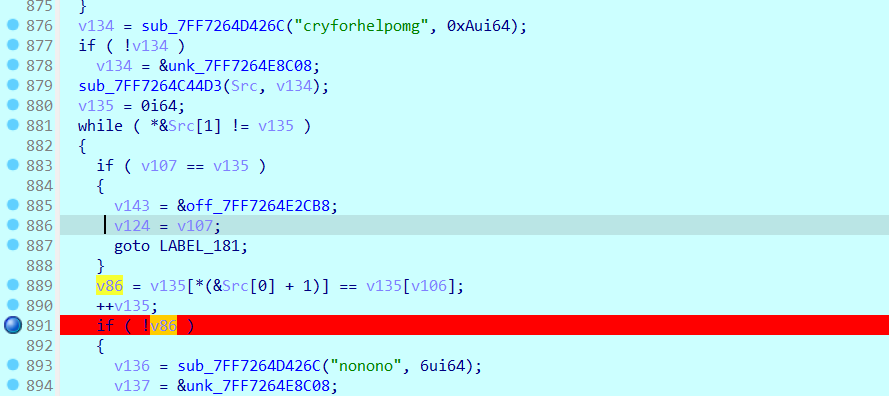 875 }
876 v134 = sub_7FF7264D426C("cryforhelpomg", 0xAui64);
877 if ( !v134 )
878 v134 = &unk_7FF7264E8C08;
879 sub_7FF7264C44D3(Src, v134);
880 v135 = 0i64;
881 while ( *&Src[1] != v135 )
882 {
883 if ( v107 == v135 )
884 {
885 v143 = &off_7FF7264E2CB8;
886 v124 = v107;
887 goto LABEL_181;
888 }
889 v86 = v135[*(&Src[0] + 1)] == v135[v106];
890 ++v135;
891 if ( !v86 )
892 {
893 v136 = sub_7FF7264D426C("nonono", 6ui64);
894 v137 = &unk_7FF7264E8C08;